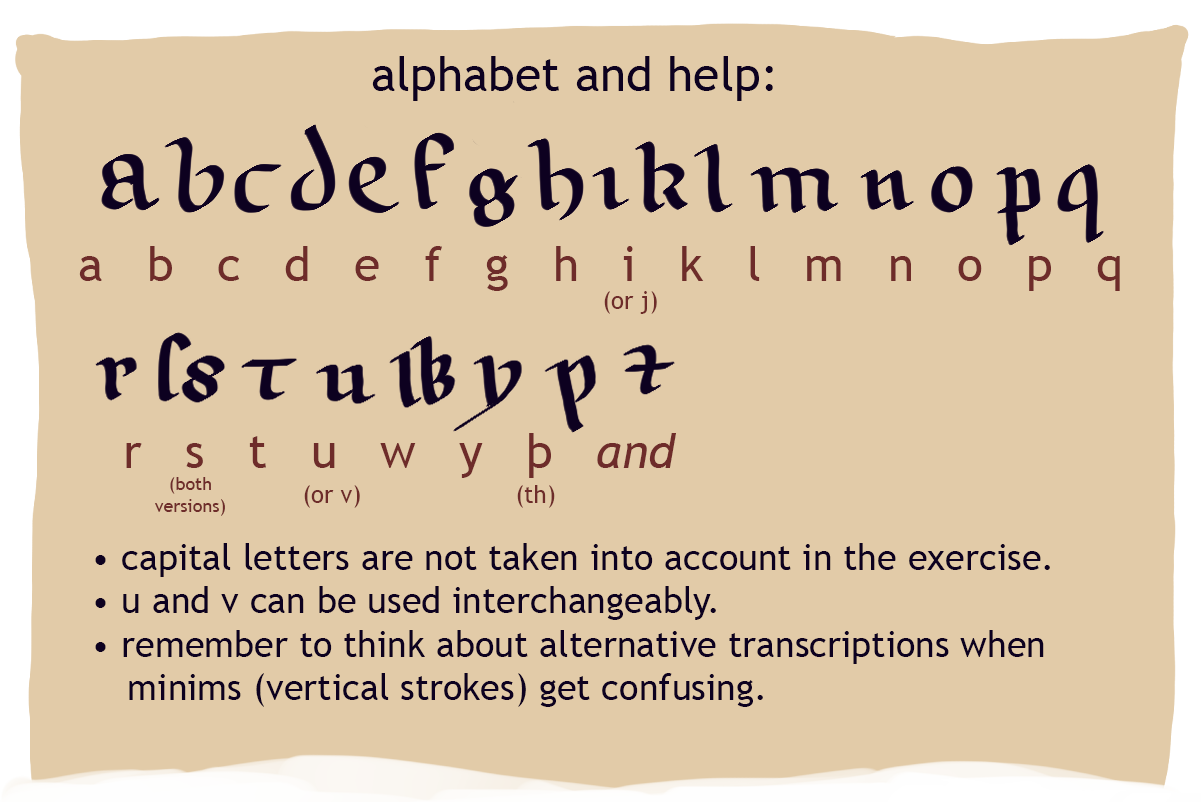 alphabet and help:
a b c d e f g h ı k l m n o p q
a b c d e f g h i k l m n o p q
(or j)
r ſ s t u w y þ ⁊
r s t u w y þ and
(both versions) (or v) (th)
• capital letters are not taken into account in the exercise.
• u and v can be used interchangeably.
• remember to think about alternative transcriptions when
minims (vertical strokes) get confusing.